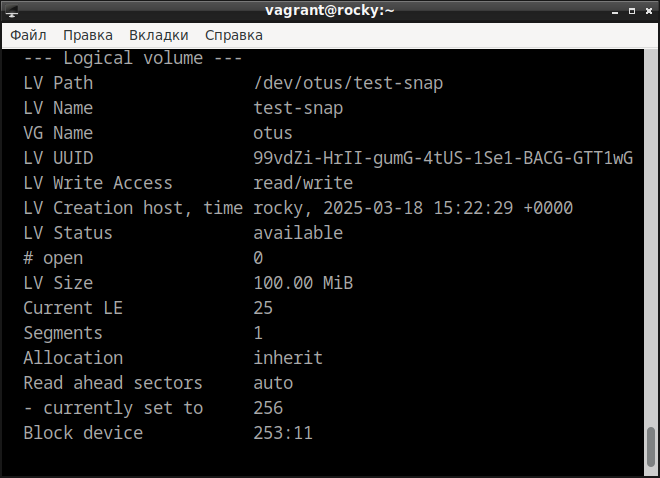 vagrant@rocky:~
Файл Правка Вкладки Справка
--- Logical volume ---
LV Path                /dev/otus/test-snap
LV Name                test-snap
VG Name                otus
LV UUID                99vdZi-HrII-gumG-4tUS-1Se1-BACG-GTT1wG
LV Write Access        read/write
LV Creation host, time rocky, 2025-03-18 15:22:29 +0000
LV Status              available
# open                 0
LV Size                100.00 MiB
Current LE             25
Segments               1
Allocation             inherit
Read ahead sectors     auto
- currently set to     256
Block device           253:11